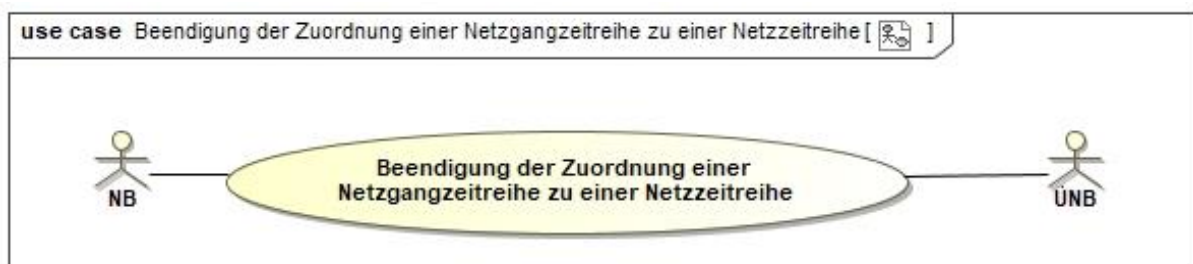 use case Beendigung der Zuordnung einer Netzgangzeitreihe zu einer Netzzeitreihe [ ]
Beendigung der Zuordnung einer
Netzgangzeitreihe zu einer Netzzeitreihe
NB
ÜNB